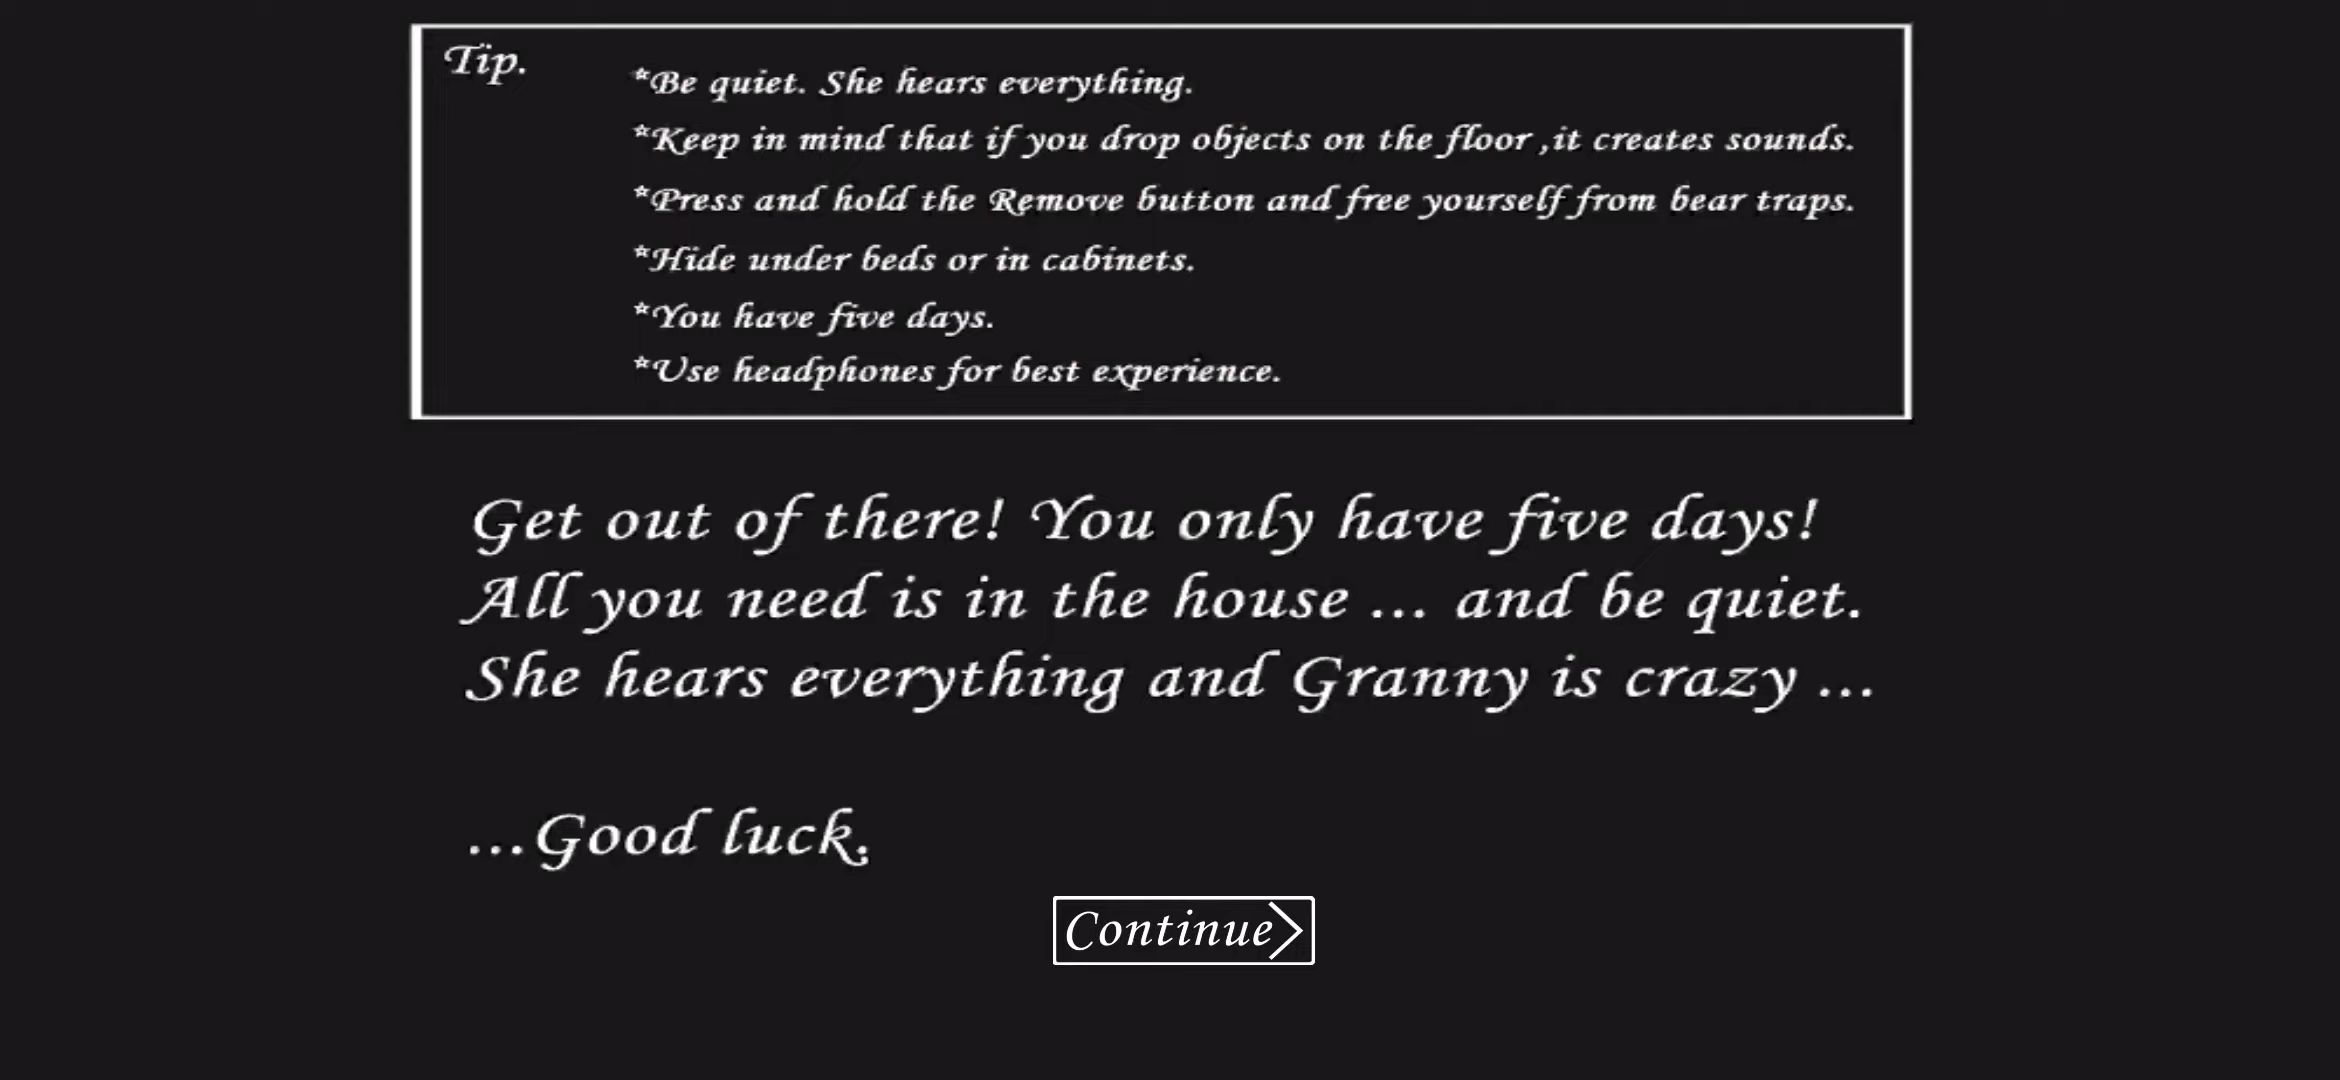 Tip.
*Be quiet. She hears everything.
*Keep in mind that if you drop objects on the floor ,it creates sounds.
*Press and hold the Remove button and free yourself from bear traps.
*Hide under beds or in cabinets.
*You have five days.
*Use headphones for best experience.
Get out of there! You only have five days!
All you need is in the house ... and be quiet.
She hears everything and Granny is crazy ...
...Good luck.
Continue>